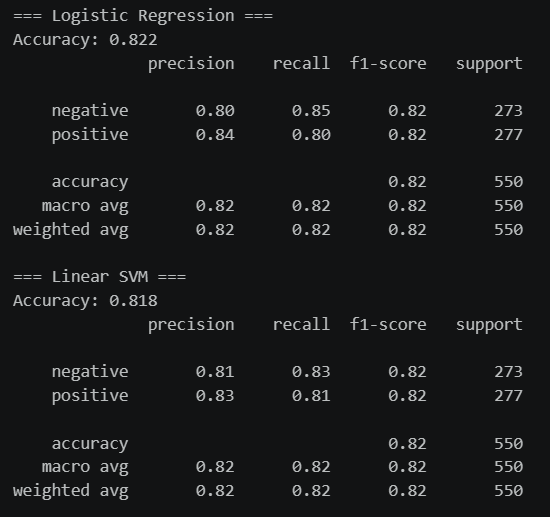 === Logistic Regression ===
Accuracy: 0.822
precision recall f1-score support
negative 0.80 0.85 0.82 273
positive 0.84 0.80 0.82 277
accuracy 0.82 550
macro avg 0.82 0.82 0.82 550
weighted avg 0.82 0.82 0.82 550
=== Linear SVM ===
Accuracy: 0.818
precision recall f1-score support
negative 0.81 0.83 0.82 273
positive 0.83 0.81 0.82 277
accuracy 0.82 550
macro avg 0.82 0.82 0.82 550
weighted avg 0.82 0.82 0.82 550